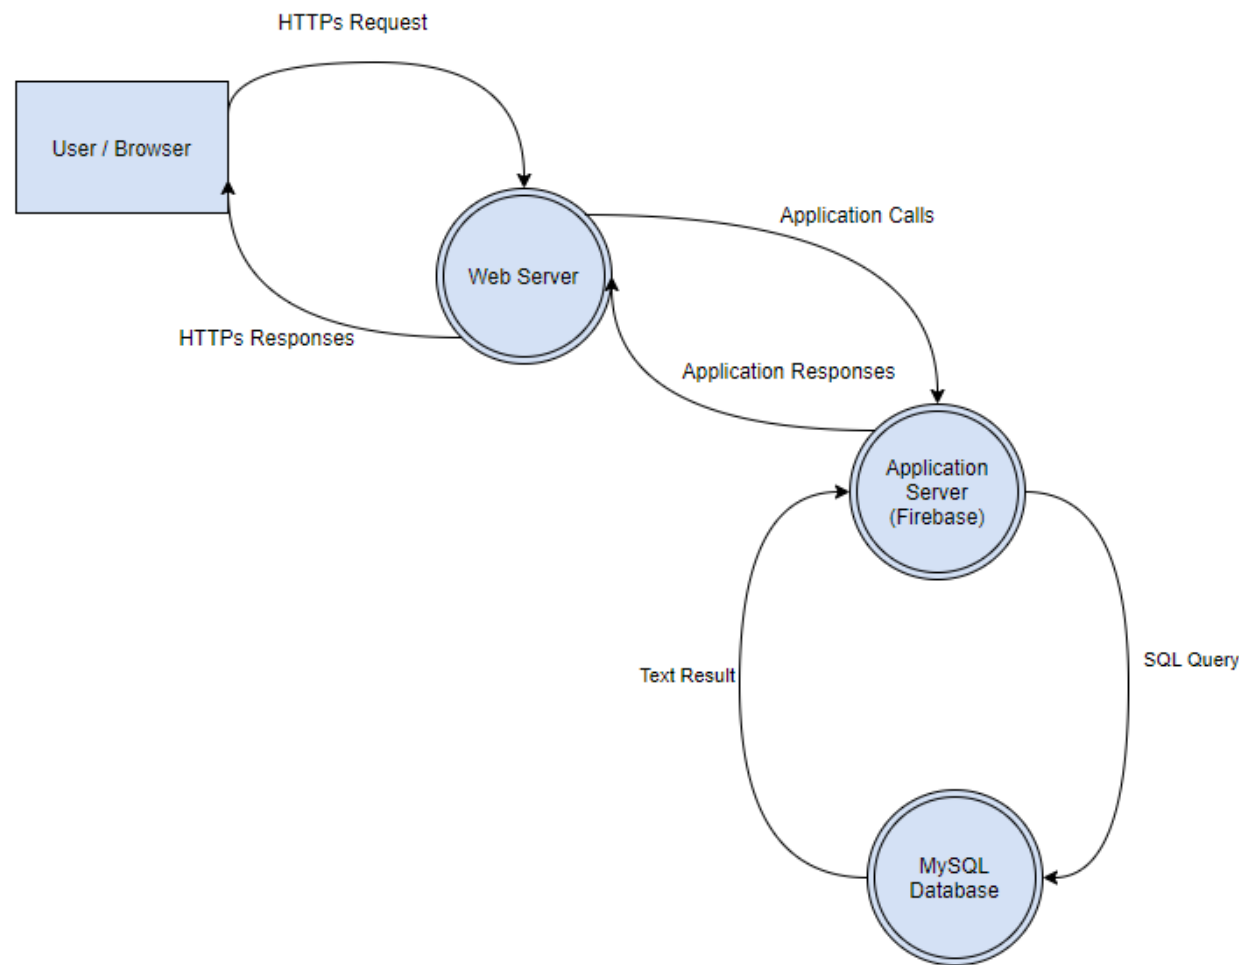 HTTPs Request
User / Browser
Application Calls
Web Server
HTTPs Responses
Application Responses
Application
Server
(Firebase)
Text Result
SQL Query
MySQL
Database